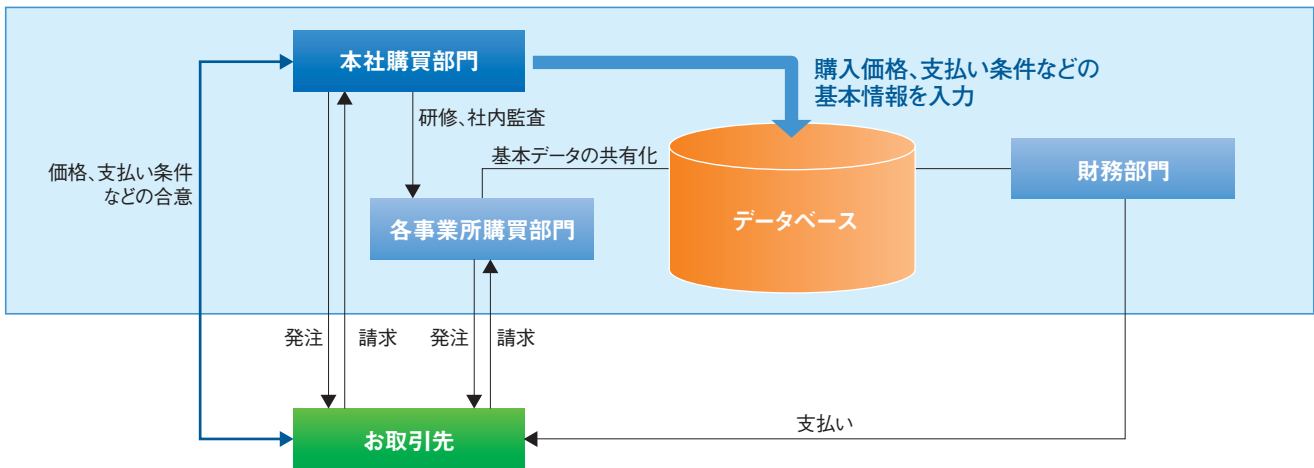 本社購買部門
購入価格、支払い条件などの
基本情報を入力
研修、社内監査
基本データの共有化
価格、支払い条件
などの合意
財務部門
各事業所購買部門
データベース
発注
請求
発注
請求
支払い
お取引先